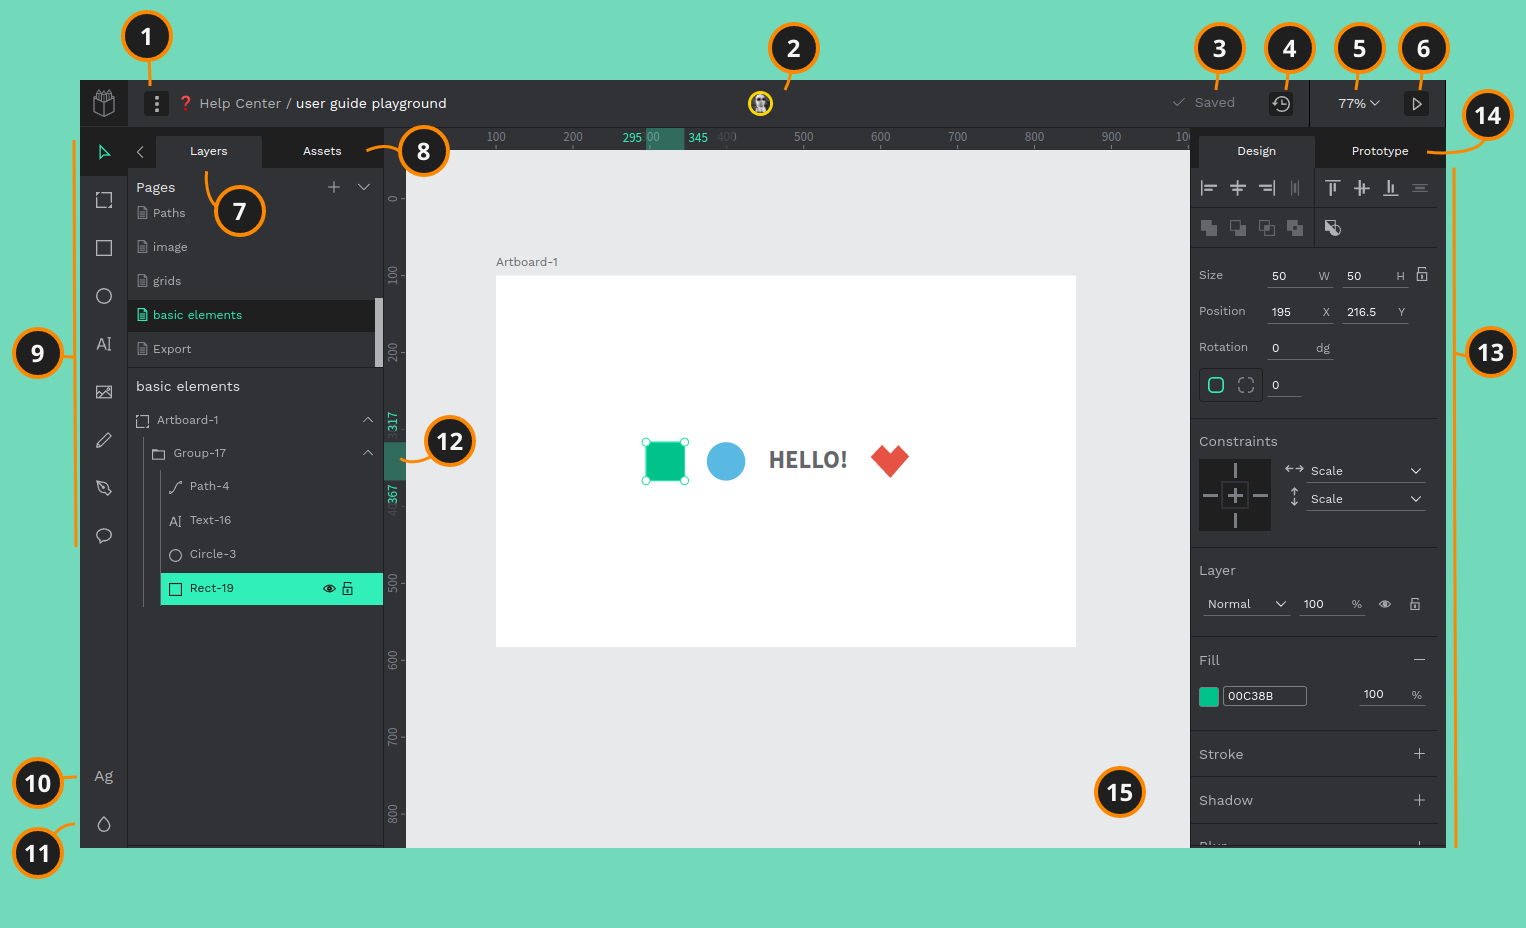 1
2
3
4
5
6
❓ Help Center / user guide playground
Saved
77%
14
Layers
Assets
8
100
200
295
00
345
400
500
600
700
800
900
Design
Prototype
Pages
7
Paths
image
grids
basic elements
Export
basic elements
Artboard-1
Group-17
Path-4
Text-16
Circle-3
Rect-19
9
10
Ag
11
0
100
200
317
367
500
600
700
800
12
Artboard-1
HELLO!
15
Size
50 W
50 H
Position
195 X
216.5 Y
Rotation
0 dg
0
13
Constraints
Scale
Scale
Layer
Normal
100 %
Fill
00C38B
100 %
Stroke
Shadow